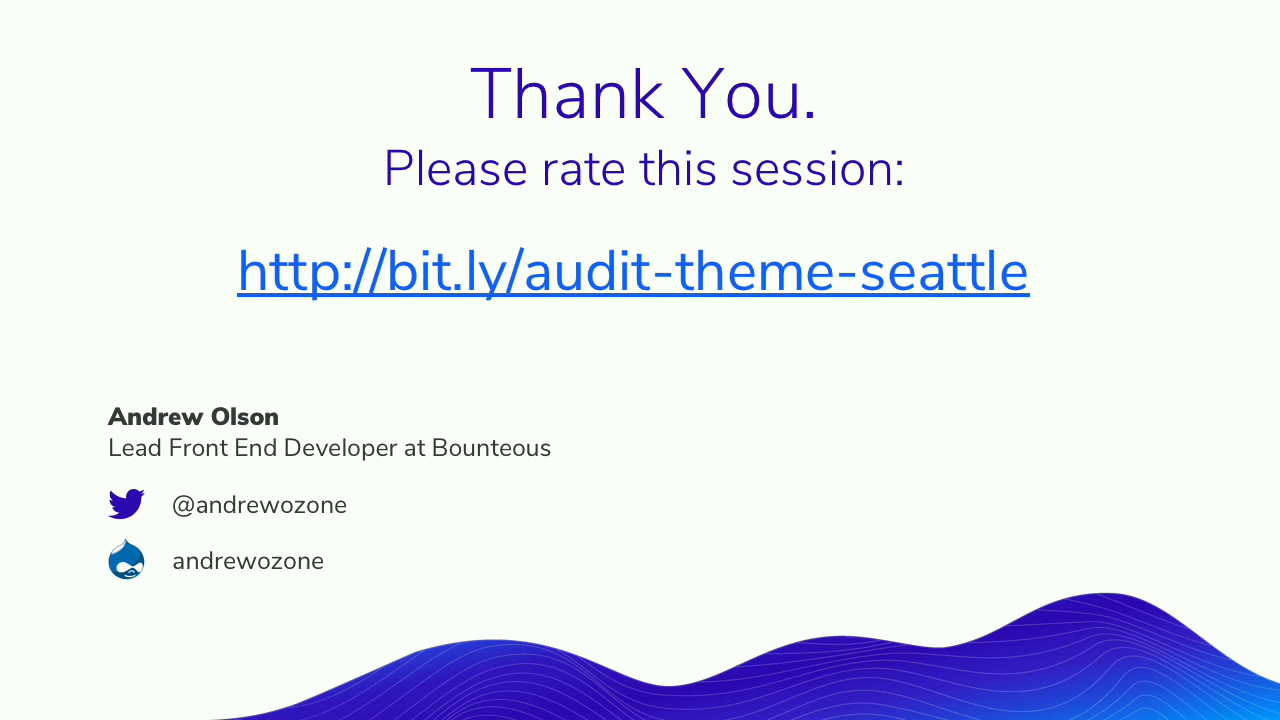 Thank You.
Please rate this session:
http://bit.ly/audit-theme-seattle
Andrew Olson
Lead Front End Developer at Bounteous
@andrewozone
andrewozone